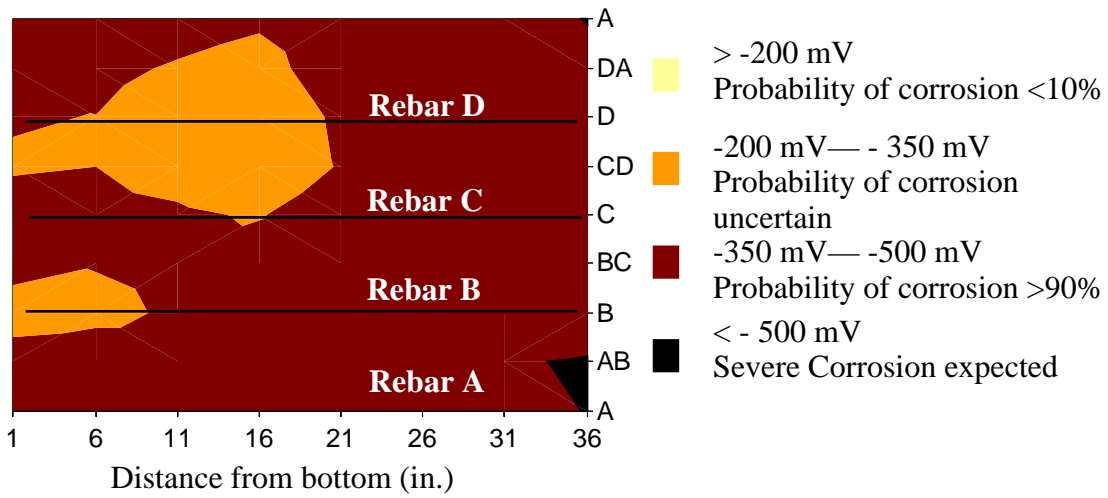 A
DA
D
CD
C
BC
B
AB
A
Rebar D
Rebar C
Rebar B
Rebar A
1 6 11 16 21 26 31 36
Distance from bottom (in.)
> -200 mV
Probability of corrosion <10%
-200 mV— - 350 mV
Probability of corrosion
uncertain
-350 mV— -500 mV
Probability of corrosion >90%
< - 500 mV
Severe Corrosion expected